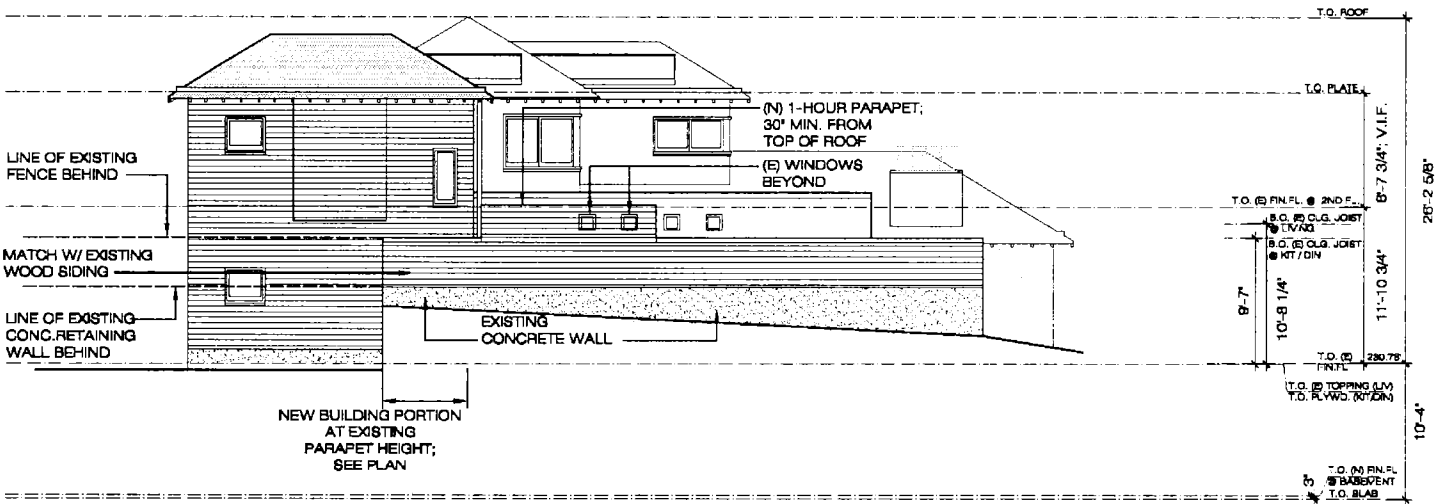 T.O. ROOF
T.O. PLATE
(N) 1-HOUR PARAPET;
30" MIN. FROM
TOP OF ROOF
(E) WINDOWS
BEYOND
LINE OF EXISTING
FENCE BEHIND
MATCH W/ EXISTING
WOOD SIDING
LINE OF EXISTING
CONC. RETAINING
WALL BEHIND
EXISTING
CONCRETE WALL
NEW BUILDING PORTION
AT EXISTING
PARAPET HEIGHT;
SEE PLAN
8'-7 3/4"; V.I.F.
T.O. (E) FIN.FL. @ 2ND F
B.O. (E) CLG. JOIST
@ LIVING
B.O. (E) CLG. JOIST
@ KIT / DIN
9'-7"
10'-8 1/4"
11'-10 3/4"
2 5/8"
T.O. (E)
FIN.FL
230.75'
T.O. (E) TOPPING (LIV)
T.O. PLYWD. (KIT/DIN)
10'-4"
3"
T.O. (N) FIN.FL
@ BASEMENT
T.O. SLAB